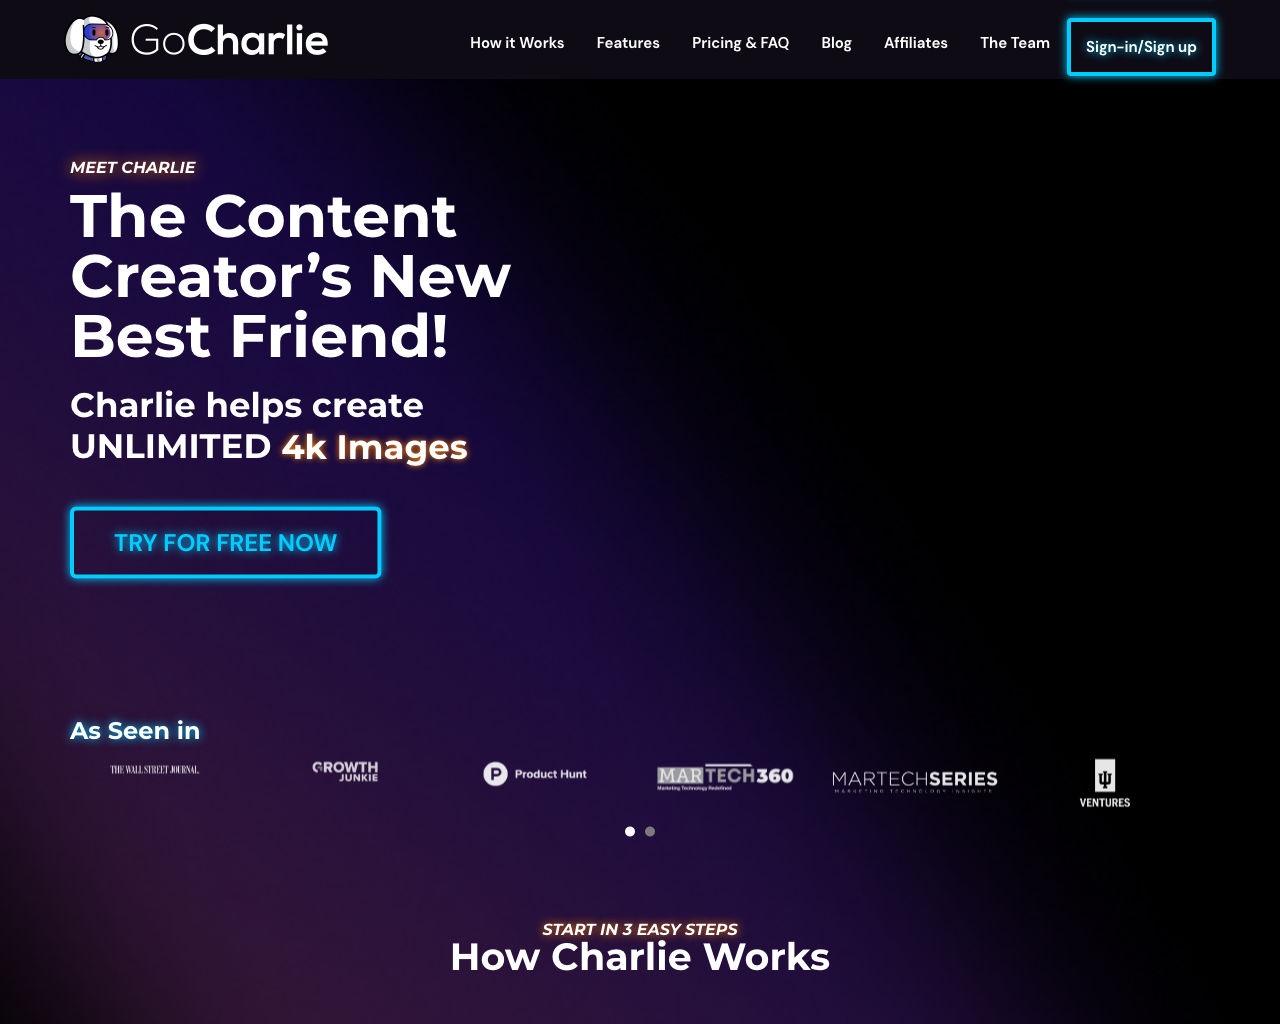 GoCharlie
How it Works
Features
Pricing & FAQ
Blog
Affiliates
The Team
Sign-in/Sign up
MEET CHARLIE
The Content
Creator’s New
Best Friend!
Charlie helps create
UNLIMITED 4k Images
TRY FOR FREE NOW
As Seen in
THE WALL STREET JOURNAL.
GROWTH
JUNKIE
P Product Hunt
MARTECH360
Marketing Technology Redefined
MARTECHSERIES
MARKETING TECHNOLOGY INSIGHTS
VENTURES
START IN 3 EASY STEPS
How Charlie Works